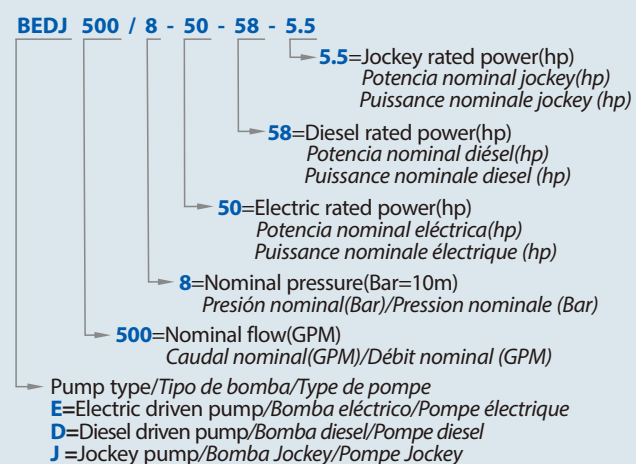 BEDJ 500 / 8 - 50 - 58 - 5.5
5.5=Jockey rated power(hp)
Potencia nominal jockey(hp)
Puissance nominale jockey (hp)
58=Diesel rated power(hp)
Potencia nominal diésel(hp)
Puissance nominale diesel (hp)
50=Electric rated power(hp)
Potencia nominal eléctrica(hp)
Puissance nominale électrique (hp)
8=Nominal pressure(Bar=10m)
Presión nominal(Bar)/Pression nominale (Bar)
500=Nominal flow(GPM)
Caudal nominal(GPM)/Débit nominal (GPM)
Pump type/Tipo de bomba/Type de pompe
E=Electric driven pump/Bomba eléctrico/Pompe électrique
D=Diesel driven pump/Bomba diesel/Pompe diesel
J =Jockey pump/Bomba Jockey/Pompe Jockey